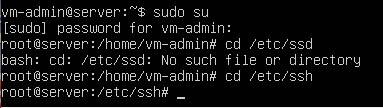 vm-admin@server:~$ sudo su
[sudo] password for vm-admin:
root@server:/home/vm-admin# cd /etc/ssd
bash: cd: /etc/ssd: No such file or directory
root@server:/home/vm-admin# cd /etc/ssh
root@server:/etc/ssh# _